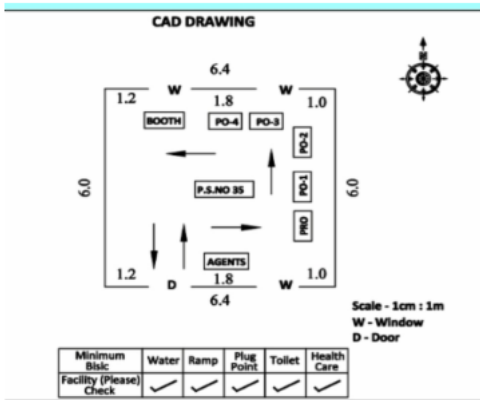 CAD DRAWING
N
6.4
W W
1.2 1.8 1.0
BOOTH PO-4 PO-3
PO-2
6.0 P.S.NO 35 PO-1 6.0
PRO
AGENTS
1.2 1.8 1.0
D W
6.4
Scale - 1cm : 1m
W - Window
D - Door
Minimum Bisic Water Ramp Plug Point Toilet Health Care
Facility (Please) Check